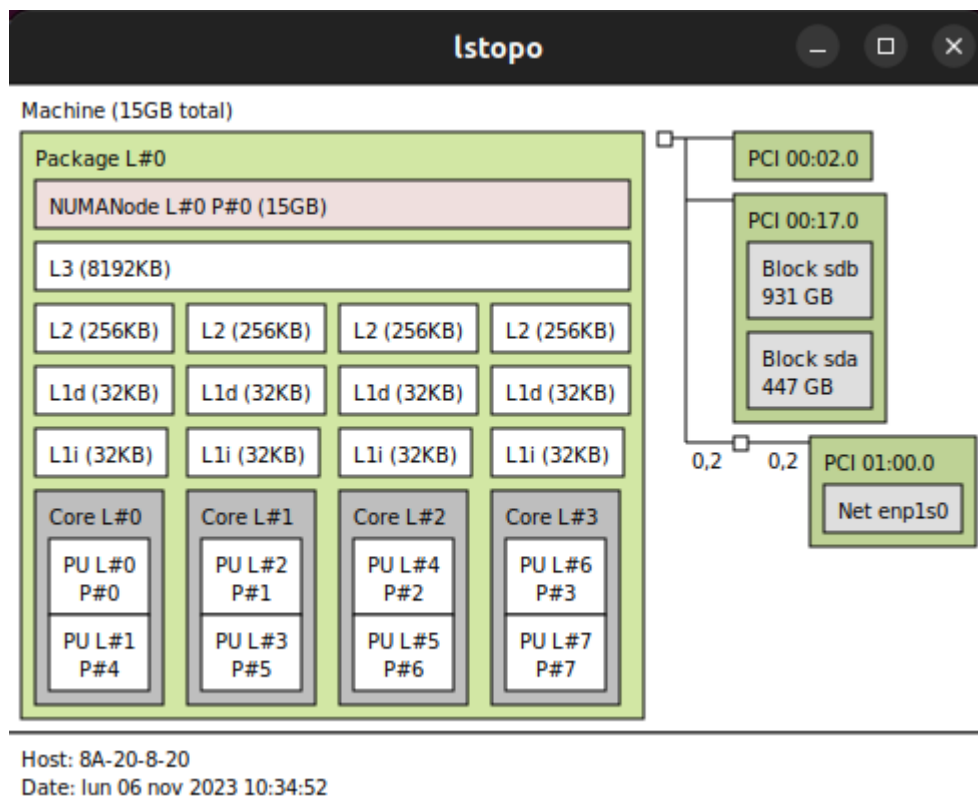 lstopo
Machine (15GB total)
Package L#0
NUMANode L#0 P#0 (15GB)
L3 (8192KB)
L2 (256KB) L2 (256KB) L2 (256KB) L2 (256KB)
L1d (32KB) L1d (32KB) L1d (32KB) L1d (32KB)
L1i (32KB) L1i (32KB) L1i (32KB) L1i (32KB)
Core L#0 Core L#1 Core L#2 Core L#3
PU L#0 PU L#2 PU L#4 PU L#6
P#0 P#1 P#2 P#3
PU L#1 PU L#3 PU L#5 PU L#7
P#4 P#5 P#6 P#7
PCI 00:02.0
PCI 00:17.0
Block sdb
931 GB
Block sda
447 GB
0,2 0,2 PCI 01:00.0
Net enp1s0
Host: 8A-20-8-20
Date: lun 06 nov 2023 10:34:52